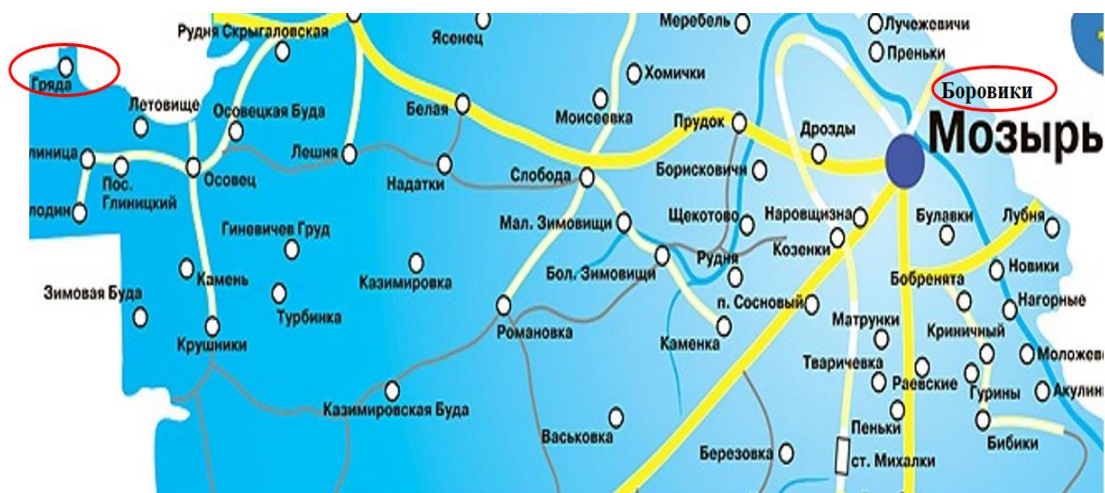 Меребель
Лучежевичи
Рудня Скрыгаловская
Ясенец
Преньки
Хомички
Гряда
Боровики
Летовище
Осовецкая Буда
Белая
Моисеевка
Прудок
Дрозды
Мозырь
линица
Лешня
Пос.
Глиницкий
Осовец
Надатки
Слобода
Борисковичи
лодин
Гиневичев Груд
Мал. Зимовищи
Щекотово
Наровщизна
Булавки
Лубня
Козенки
Камень
Казимировка
Бол. Зимовищи
Рудня
Новики
Зимовая Буда
Бобренята
Турбинка
п. Сосновый
Нагорные
Крушники
Романовка
Каменка
Матрунки
Криничный
Тваричевка
Моложев
Раевские
Гурины
Акулин
Казимировская Буда
Васьковка
Пеньки
Бибики
Березовка
ст. Михалки